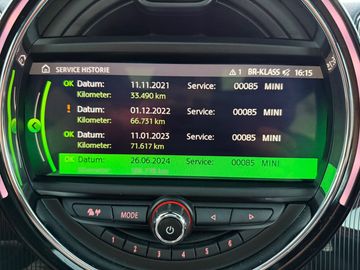 SERVICE HISTORIE 1 BR-KLASS 16:15
OK Datum: 11.11.2021 Service: 00085 MINI
Kilometer: 33.490 km
! Datum: 01.12.2022 Service: 00085 MINI
Kilometer: 66.731 km
OK Datum: 11.01.2023 Service: 00085 MINI
Kilometer: 71.617 km
OK Datum: 26.06.2024 Service: 00085 MINI
MODE
1 2 3 4 5 6